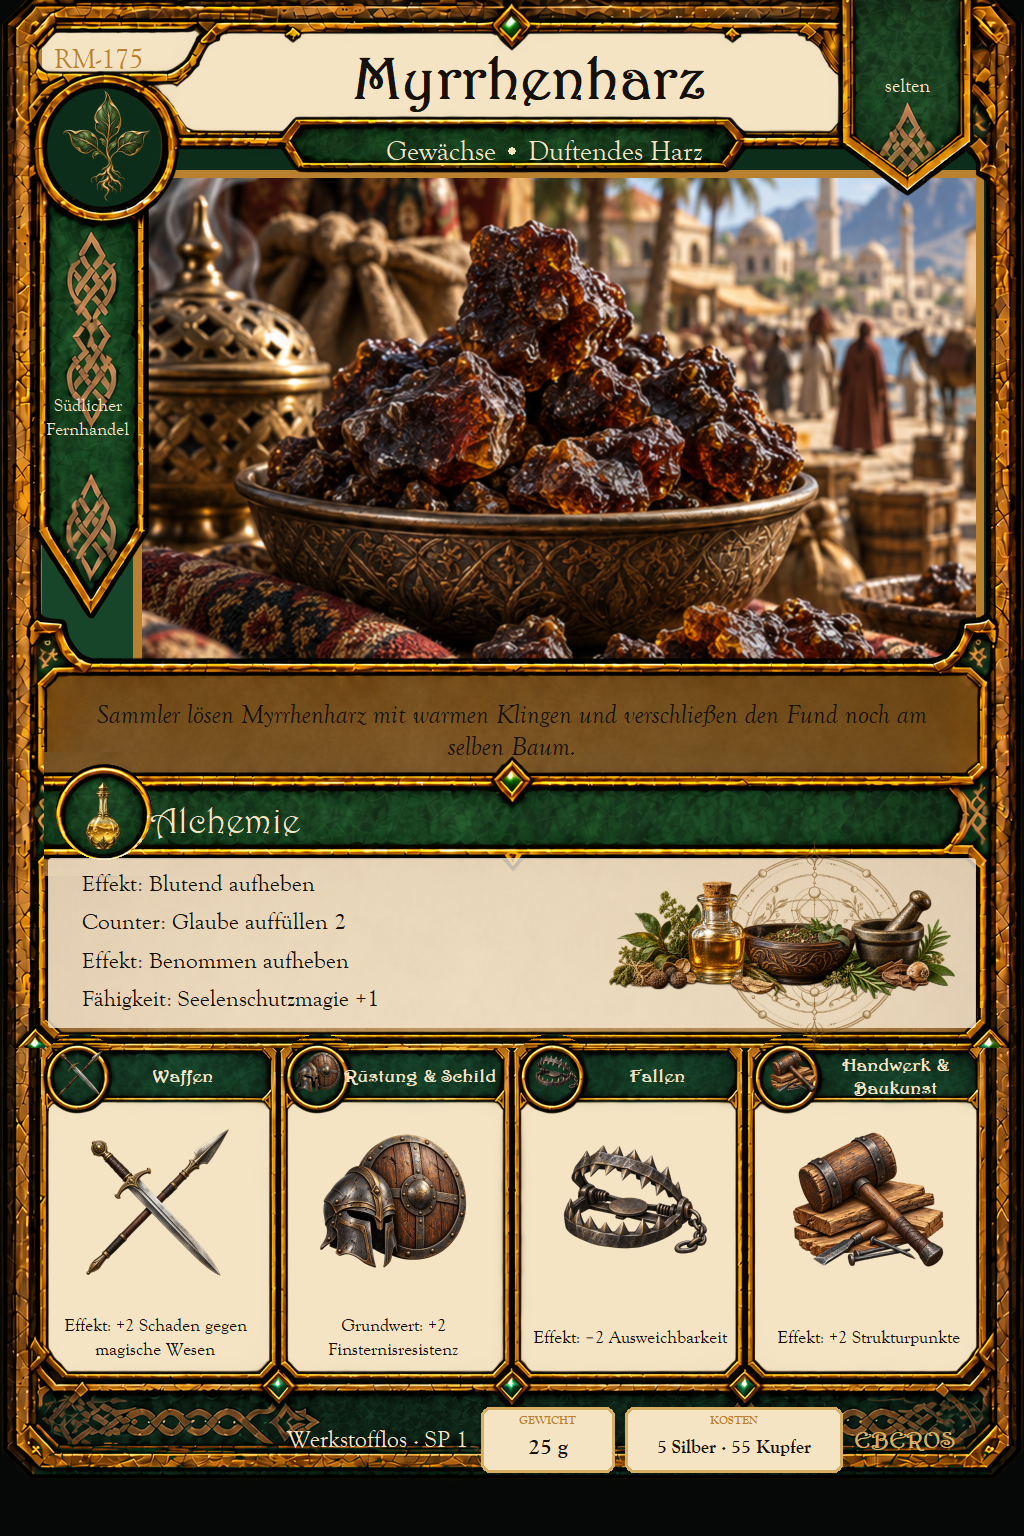 RM-175
Myrrhenharz
selten
Gewächse • Duftendes Harz
Südlicher
Fernhandel
Sammler lösen Myrrhenharz mit warmen Klingen und verschließen den Fund noch am
selben Baum.
Alchemie
Effekt: Blutend aufheben
Counter: Glaube auffüllen 2
Effekt: Benommen aufheben
Fähigkeit: Seelenschutzmagie +1
Waffen
Effekt: +2 Schaden gegen
magische Wesen
Rüstung & Schild
Grundwert: +2
Finsternisresistenz
Fallen
Effekt: −2 Ausweichbarkeit
Handwerk &
Baukunst
Effekt: +2 Strukturpunkte
Werkstofflos · SP 1
GEWICHT
25 g
KOSTEN
5 Silber · 55 Kupfer
EBEROS